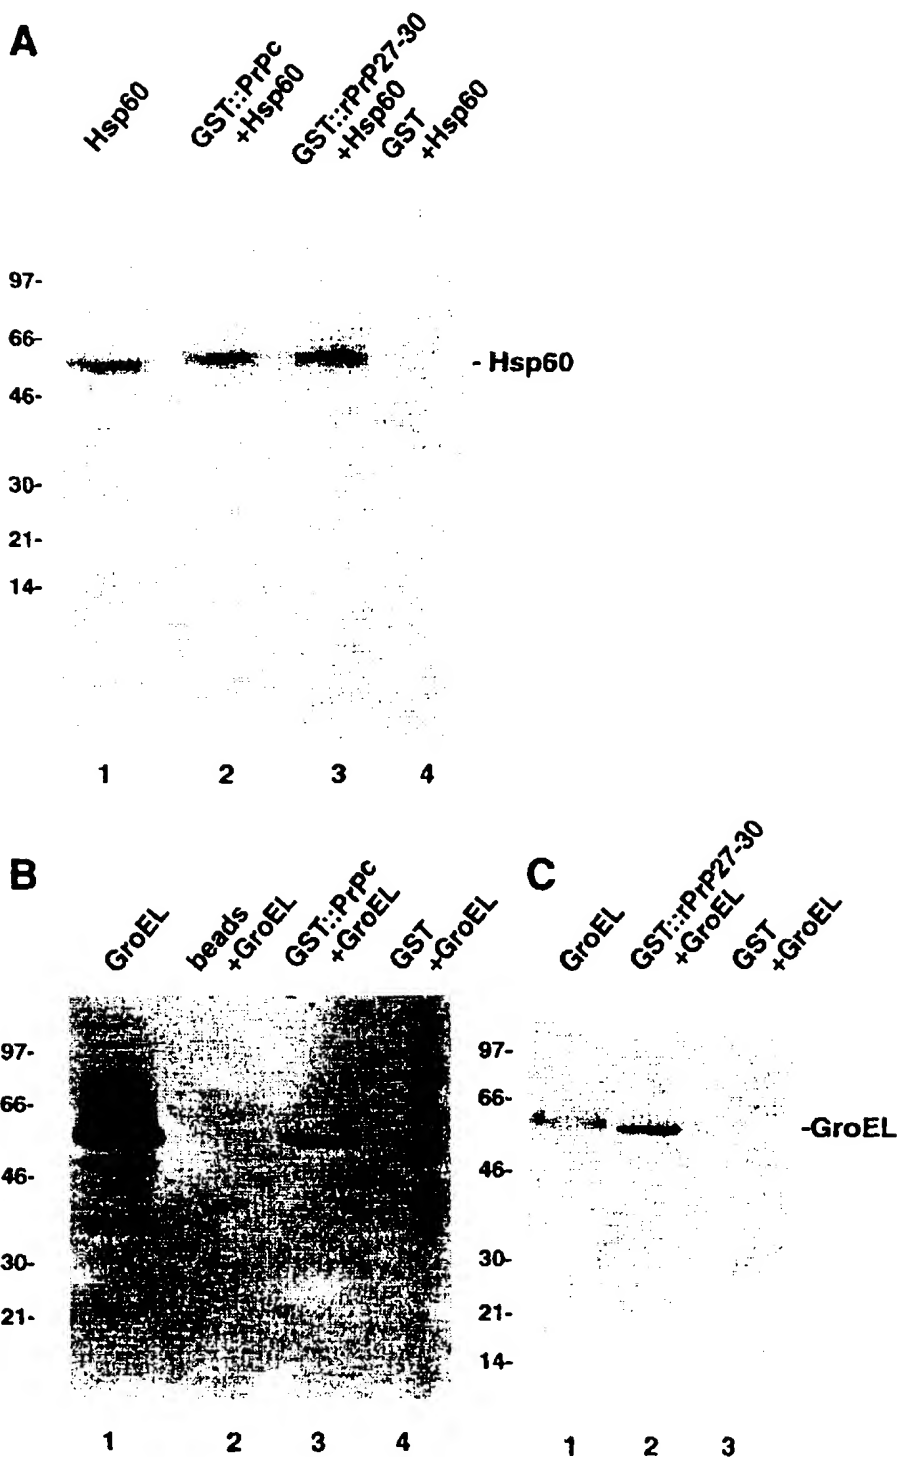 A
Hsp60
GST::PrPc
+Hsp60
GST::rPrP27-30
+Hsp60
GST
+Hsp60
97-
66-
46-
30-
21-
14-
- Hsp60
1 2 3 4
B
GroEL
beads
+GroEL
GST::PrPc
+GroEL
GST
+GroEL
97-
66-
46-
30-
21-
1 2 3 4
C
GroEL
GST::rPrP27-30
+GroEL
GST
+GroEL
97-
66-
46-
30-
21-
14-
-GroEL
1 2 3